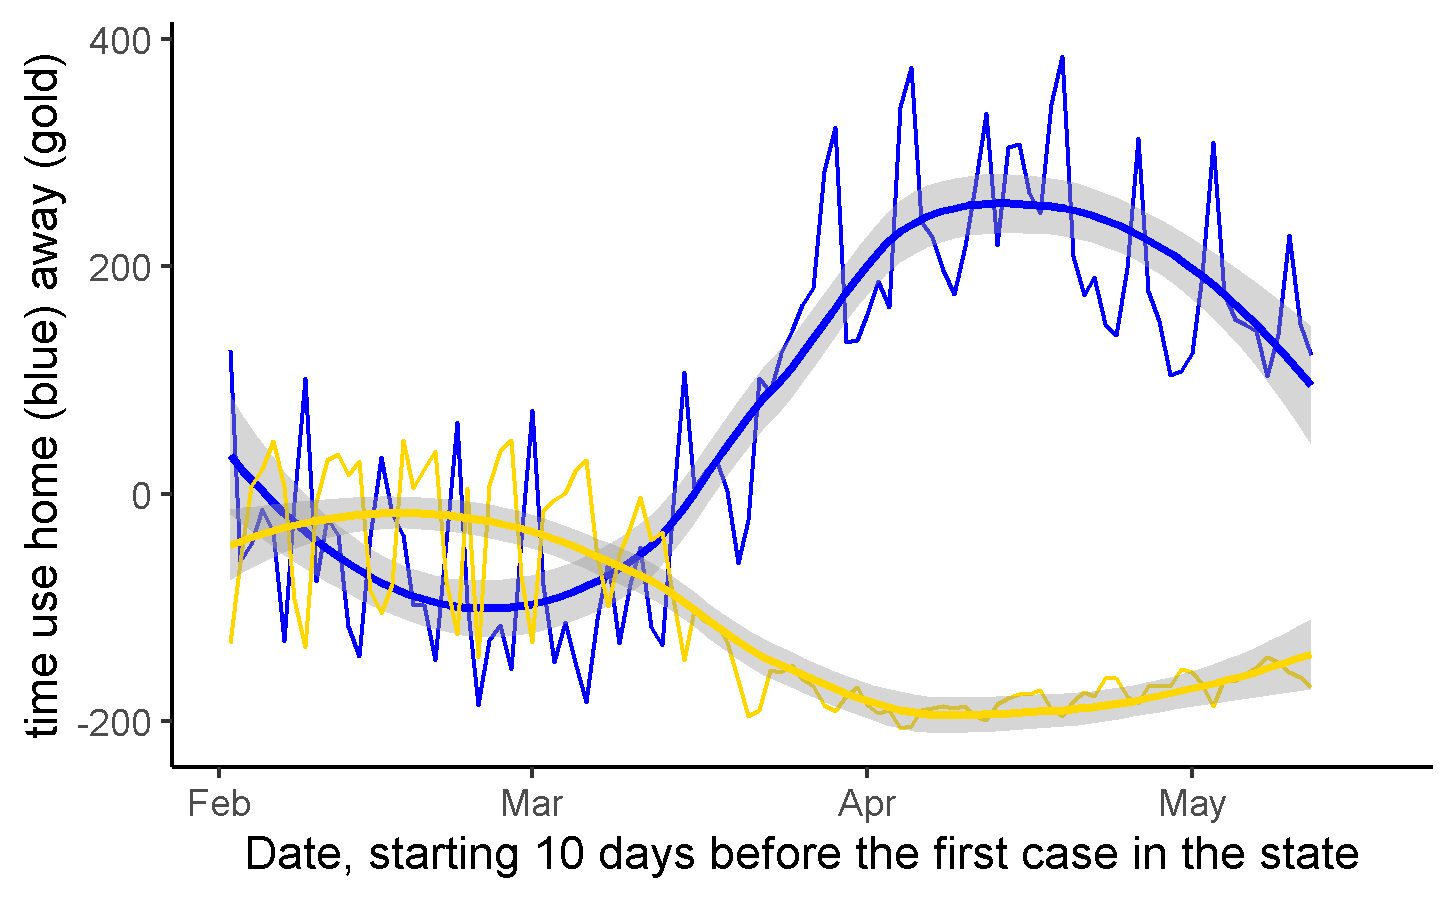 time use home (blue) away (gold)
400
200
0
-200
Feb Mar Apr May
Date, starting 10 days before the first case in the state